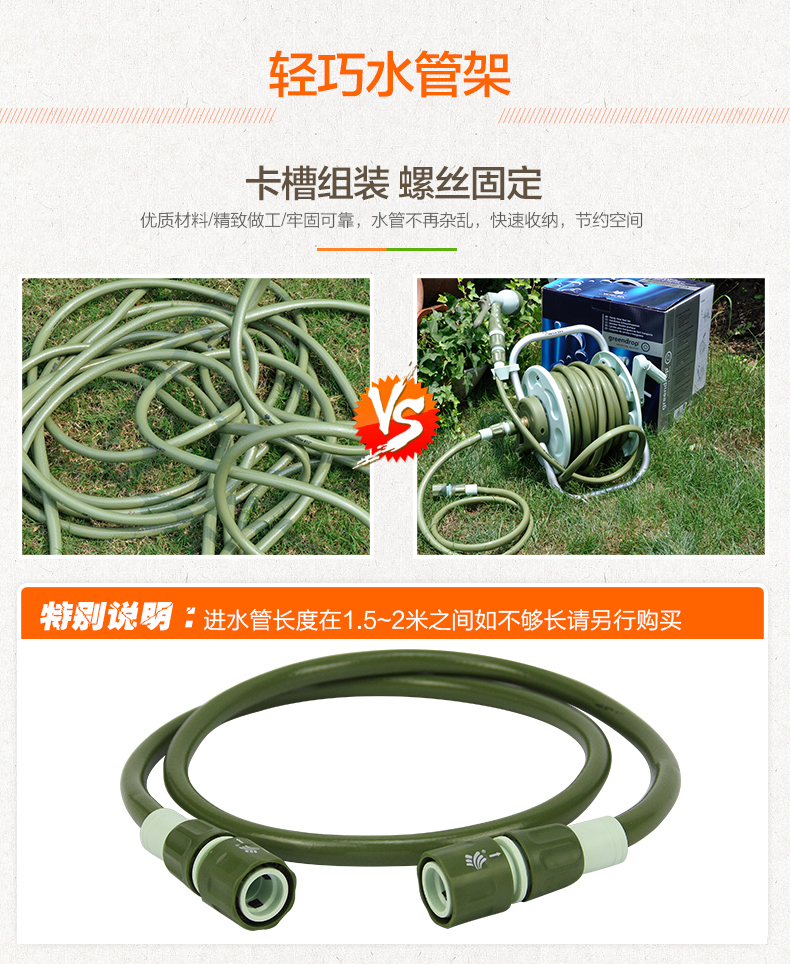 轻巧水管架
卡槽组装 螺丝固定
优质材料/精致做工/牢固可靠，水管不再杂乱，快速收纳，节约空间
VS
greendrop
特别说明：进水管长度在1.5~2米之间如不够长请另行购买